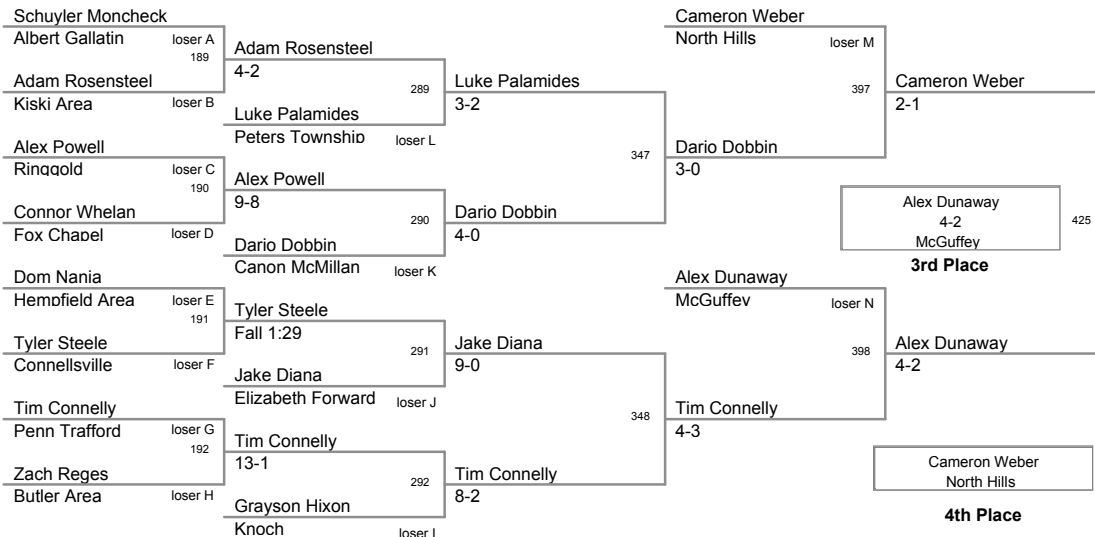 Schuyler Moncheck
Albert Gallatin
loser A
189
Adam Rosensteel
Kiski Area
loser B
Alex Powell
Ringgold
loser C
190
Connor Whelan
Fox Chapel
loser D
Dom Nania
Hempfield Area
loser E
191
Tyler Steele
Connellsville
loser F
Tim Connelly
Penn Trafford
loser G
192
Zach Reges
Butler Area
loser H
Adam Rosensteel
4-2
289
Luke Palamides
Peters Township
loser L
Alex Powell
9-8
290
Dario Dobbin
Canon McMillan
loser K
Tyler Steele
Fall 1:29
291
Jake Diana
Elizabeth Forward
loser J
Tim Connelly
13-1
292
Grayson Hixon
Knoch
loser I
Luke Palamides
3-2
347
Dario Dobbin
4-0
Jake Diana
9-0
348
Tim Connelly
8-2
Cameron Weber
North Hills
loser M
397
Dario Dobbin
3-0
Alex Dunaway
McGuffey
loser N
398
Tim Connelly
4-3
Cameron Weber
2-1
Alex Dunaway
4-2
McGuffey
425
3rd Place
Alex Dunaway
4-2
Cameron Weber
North Hills
4th Place